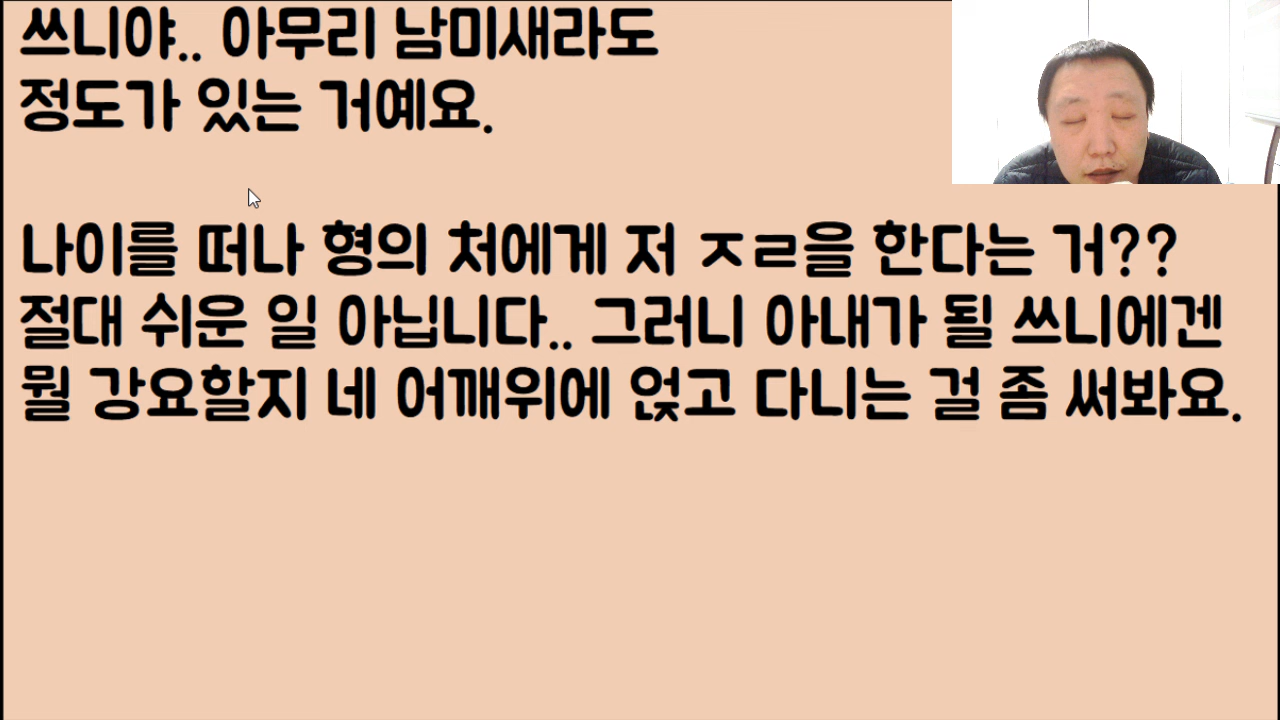 쓰니야.. 아무리 남미새라도
정도가 있는 거예요.
나이를 떠나 형의 처에게 저 ㅈㄹ을 한다는 거??
절대 쉬운 일 아닙니다.. 그러니 아내가 될 쓰니에겐
뭘 강요할지 네 어깨위에 얹고 다니는 걸 좀 써봐요.